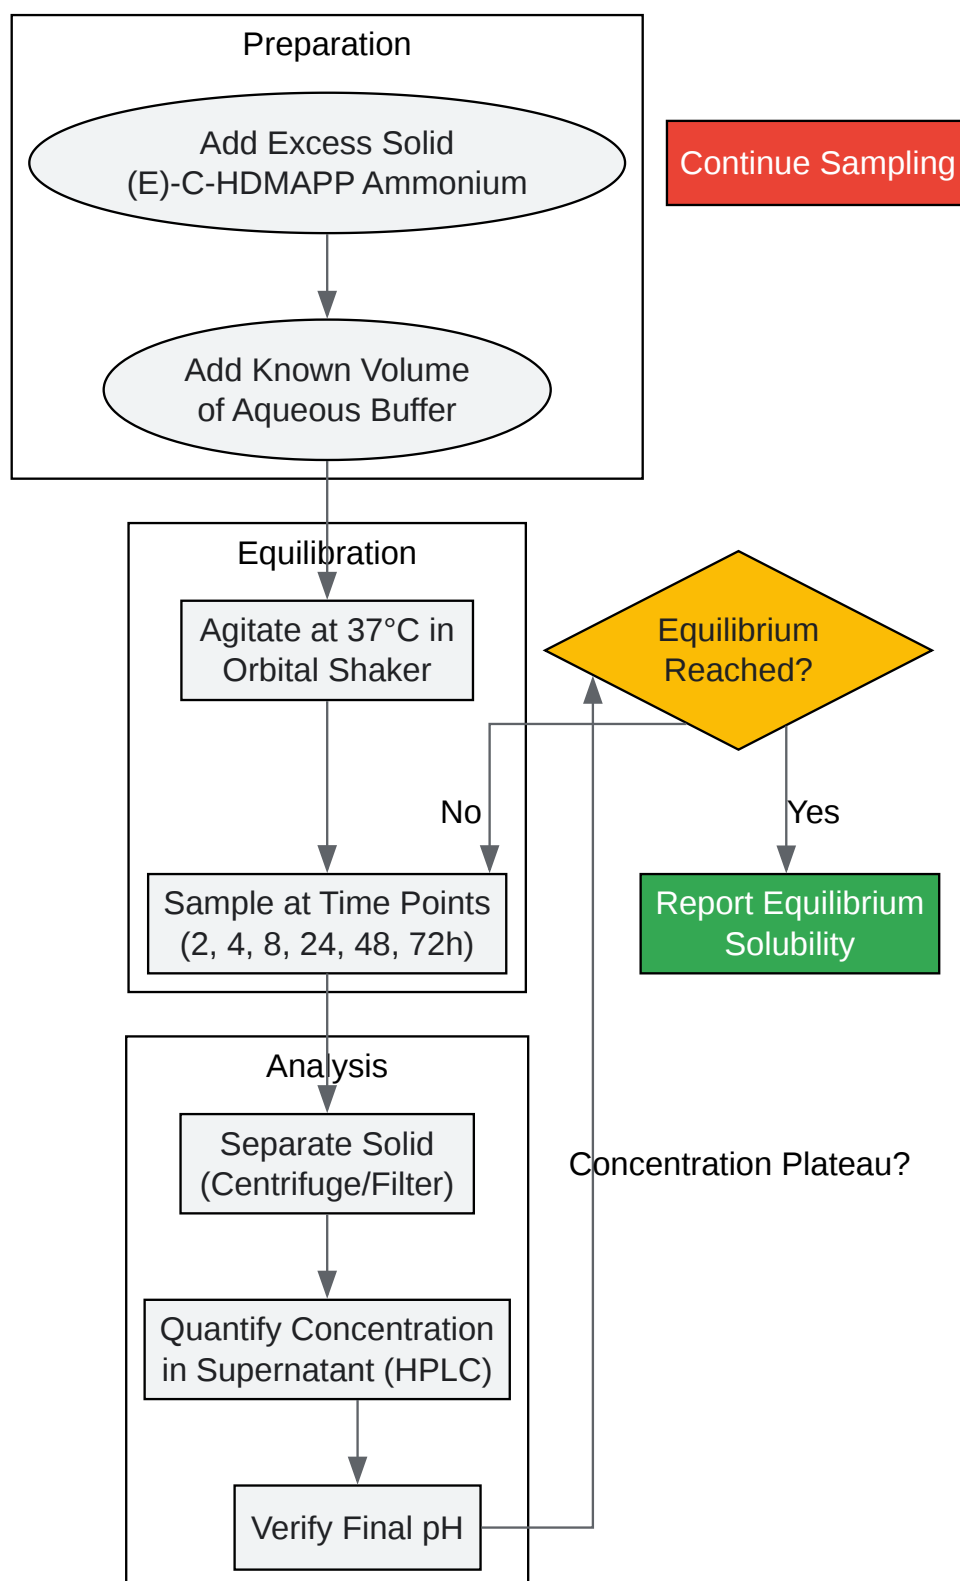 Preparation
Add Excess Solid
(E)-C-HDMAPP Ammonium
Continue Sampling
Add Known Volume
of Aqueous Buffer
Equilibration
Agitate at 37°C in
Orbital Shaker
Equilibrium
Reached?
No
Yes
Sample at Time Points
(2, 4, 8, 24, 48, 72h)
Report Equilibrium
Solubility
Analysis
Separate Solid
(Centrifuge/Filter)
Concentration Plateau?
Quantify Concentration
in Supernatant (HPLC)
Verify Final pH